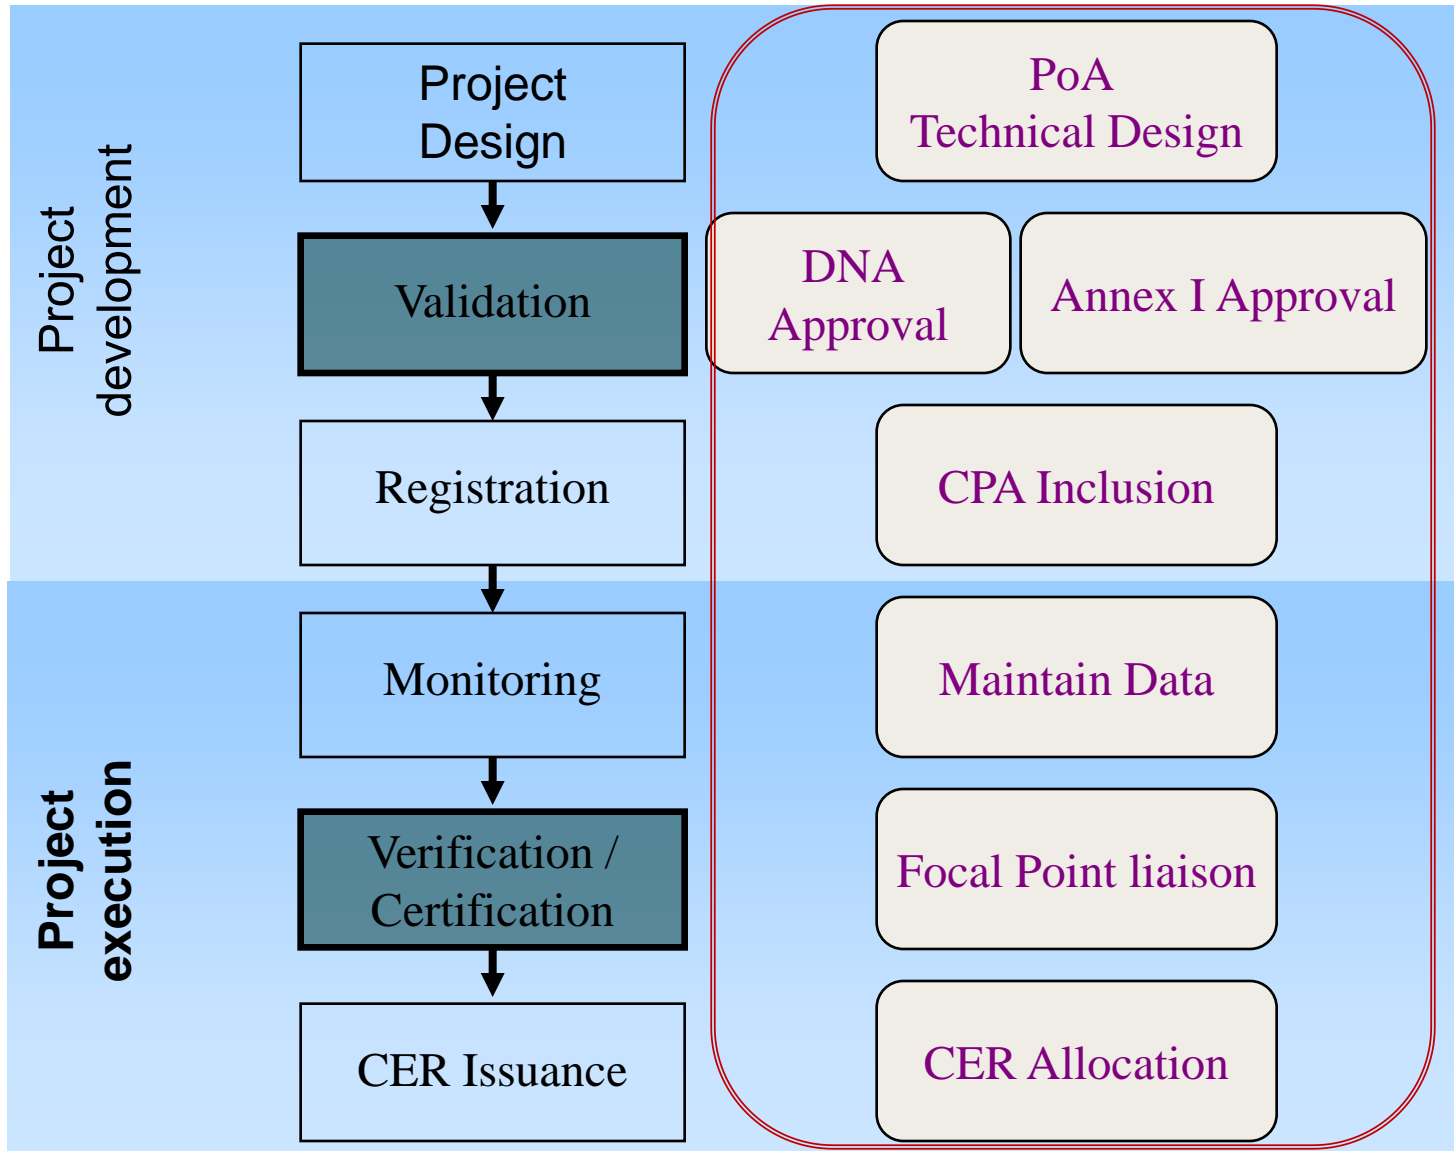 Project
development
Project
Design
PoA
Technical Design
Validation
DNA
Approval
Annex I Approval
Registration
CPA Inclusion
Project
execution
Monitoring
Maintain Data
Verification /
Certification
Focal Point liaison
CER Issuance
CER Allocation